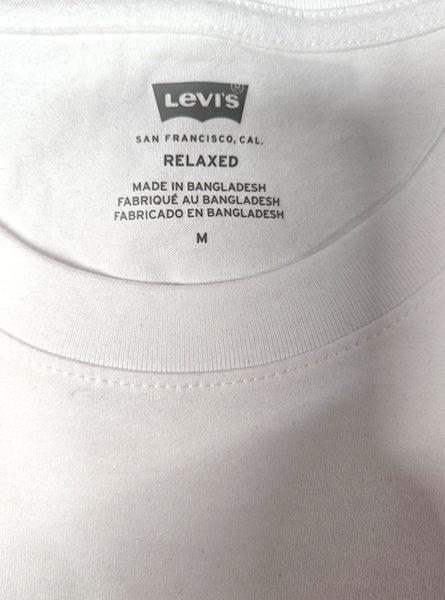 Levi's®
SAN FRANCISCO, CAL.
RELAXED
MADE IN BANGLADESH
FABRIQUÉ AU BANGLADESH
FABRICADO EN BANGLADESH
M